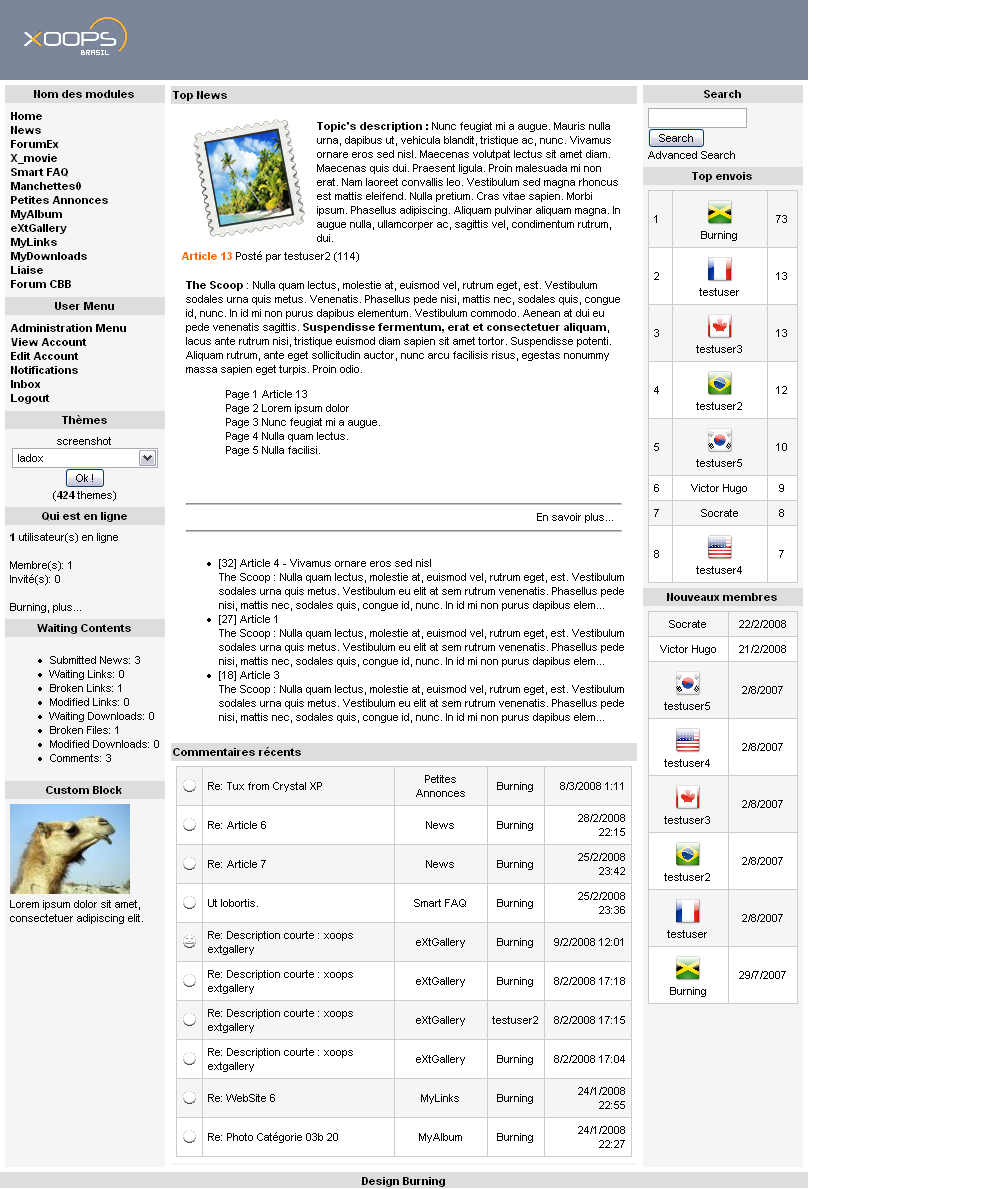 XOOPS
BRASIL
Nom des modules
Home
News
ForumEx
X_movie
Smart FAQ
Manchettes0
Petites Annonces
MyAlbum
eXtGallery
MyLinks
MyDownloads
Liaise
Forum CBB
User Menu
Administration Menu
View Account
Edit Account
Notifications
Inbox
Logout
Thèmes
screenshot
ladox
Ok !
(424 themes)
Qui est en ligne
1 utilisateur(s) en ligne
Membre(s): 1
Invité(s): 0
Burning, plus...
Waiting Contents
Submitted News: 3
Waiting Links: 0
Broken Links: 1
Modified Links: 0
Waiting Downloads: 0
Broken Files: 1
Modified Downloads: 0
Comments: 3
Custom Block
Lorem ipsum dolor sit amet,
consectetuer adipiscing elit.
Top News
Topic's description : Nunc feugiat mi a augue. Mauris nulla
urna, dapibus ut, vehicula blandit, tristique ac, nunc. Vivamus
ornare eros sed nisl. Maecenas volutpat lectus sit amet diam.
Maecenas quis dui. Praesent ligula. Proin malesuada mi non
erat. Nam laoreet convallis leo. Vestibulum sed magna rhoncus
est mattis eleifend. Nulla pretium. Cras vitae sapien. Morbi
ipsum. Phasellus adipiscing. Aliquam pulvinar aliquam magna. In
augue nulla, ullamcorper ac, sagittis vel, condimentum rutrum,
dui.
Article 13 Posté par testuser2 (114)
The Scoop : Nulla quam lectus, molestie at, euismod vel, rutrum eget, est. Vestibulum
sodales urna quis metus. Venenatis. Phasellus pede nisi, mattis nec, sodales quis, congue
id, nunc. In id mi non purus dapibus elementum. Vestibulum commodo. Aenean at dui eu
pede venenatis sagittis. Suspendisse fermentum, erat et consectetuer aliquam,
lacus ante rutrum nisi, tristique euismod diam sapien sit amet tortor. Suspendisse potenti.
Aliquam rutrum, ante eget sollicitudin auctor, nunc arcu facilisis risus, egestas nonummy
massa sapien eget turpis. Proin odio.
Page 1 Article 13
Page 2 Lorem ipsum dolor
Page 3 Nunc feugiat mi a augue.
Page 4 Nulla quam lectus.
Page 5 Nulla facilisi.
En savoir plus...
[32] Article 4 - Vivamus ornare eros sed nisl
The Scoop : Nulla quam lectus, molestie at, euismod vel, rutrum eget, est. Vestibulum
sodales urna quis metus. Vestibulum eu elit at sem rutrum venenatis. Phasellus pede
nisi, mattis nec, sodales quis, congue id, nunc. In id mi non purus dapibus elem...
[27] Article 1
The Scoop : Nulla quam lectus, molestie at, euismod vel, rutrum eget, est. Vestibulum
sodales urna quis metus. Vestibulum eu elit at sem rutrum venenatis. Phasellus pede
nisi, mattis nec, sodales quis, congue id, nunc. In id mi non purus dapibus elem...
[18] Article 3
The Scoop : Nulla quam lectus, molestie at, euismod vel, rutrum eget, est. Vestibulum
sodales urna quis metus. Vestibulum eu elit at sem rutrum venenatis. Phasellus pede
nisi, mattis nec, sodales quis, congue id, nunc. In id mi non purus dapibus elem...
Commentaires récents
Re: Tux from Crystal XP Petites Annonces Burning 8/3/2008 1:11
Re: Article 6 News Burning 28/2/2008 22:15
Re: Article 7 News Burning 25/2/2008 23:42
Ut lobortis. Smart FAQ Burning 25/2/2008 23:36
Re: Description courte : xoops extgallery eXtGallery Burning 9/2/2008 12:01
Re: Description courte : xoops extgallery eXtGallery Burning 8/2/2008 17:18
Re: Description courte : xoops extgallery eXtGallery testuser2 8/2/2008 17:15
Re: Description courte : xoops extgallery eXtGallery Burning 8/2/2008 17:04
Re: WebSite 6 MyLinks Burning 24/1/2008 22:55
Re: Photo Catégorie 03b 20 MyAlbum Burning 24/1/2008 22:27
Search
Search
Advanced Search
Top envois
1 Burning 73
2 testuser 13
3 testuser3 13
4 testuser2 12
5 testuser5 10
6 Victor Hugo 9
7 Socrate 8
8 testuser4 7
Nouveaux membres
Socrate 22/2/2008
Victor Hugo 21/2/2008
testuser5 2/8/2007
testuser4 2/8/2007
testuser3 2/8/2007
testuser2 2/8/2007
testuser 2/8/2007
Burning 29/7/2007
Design Burning